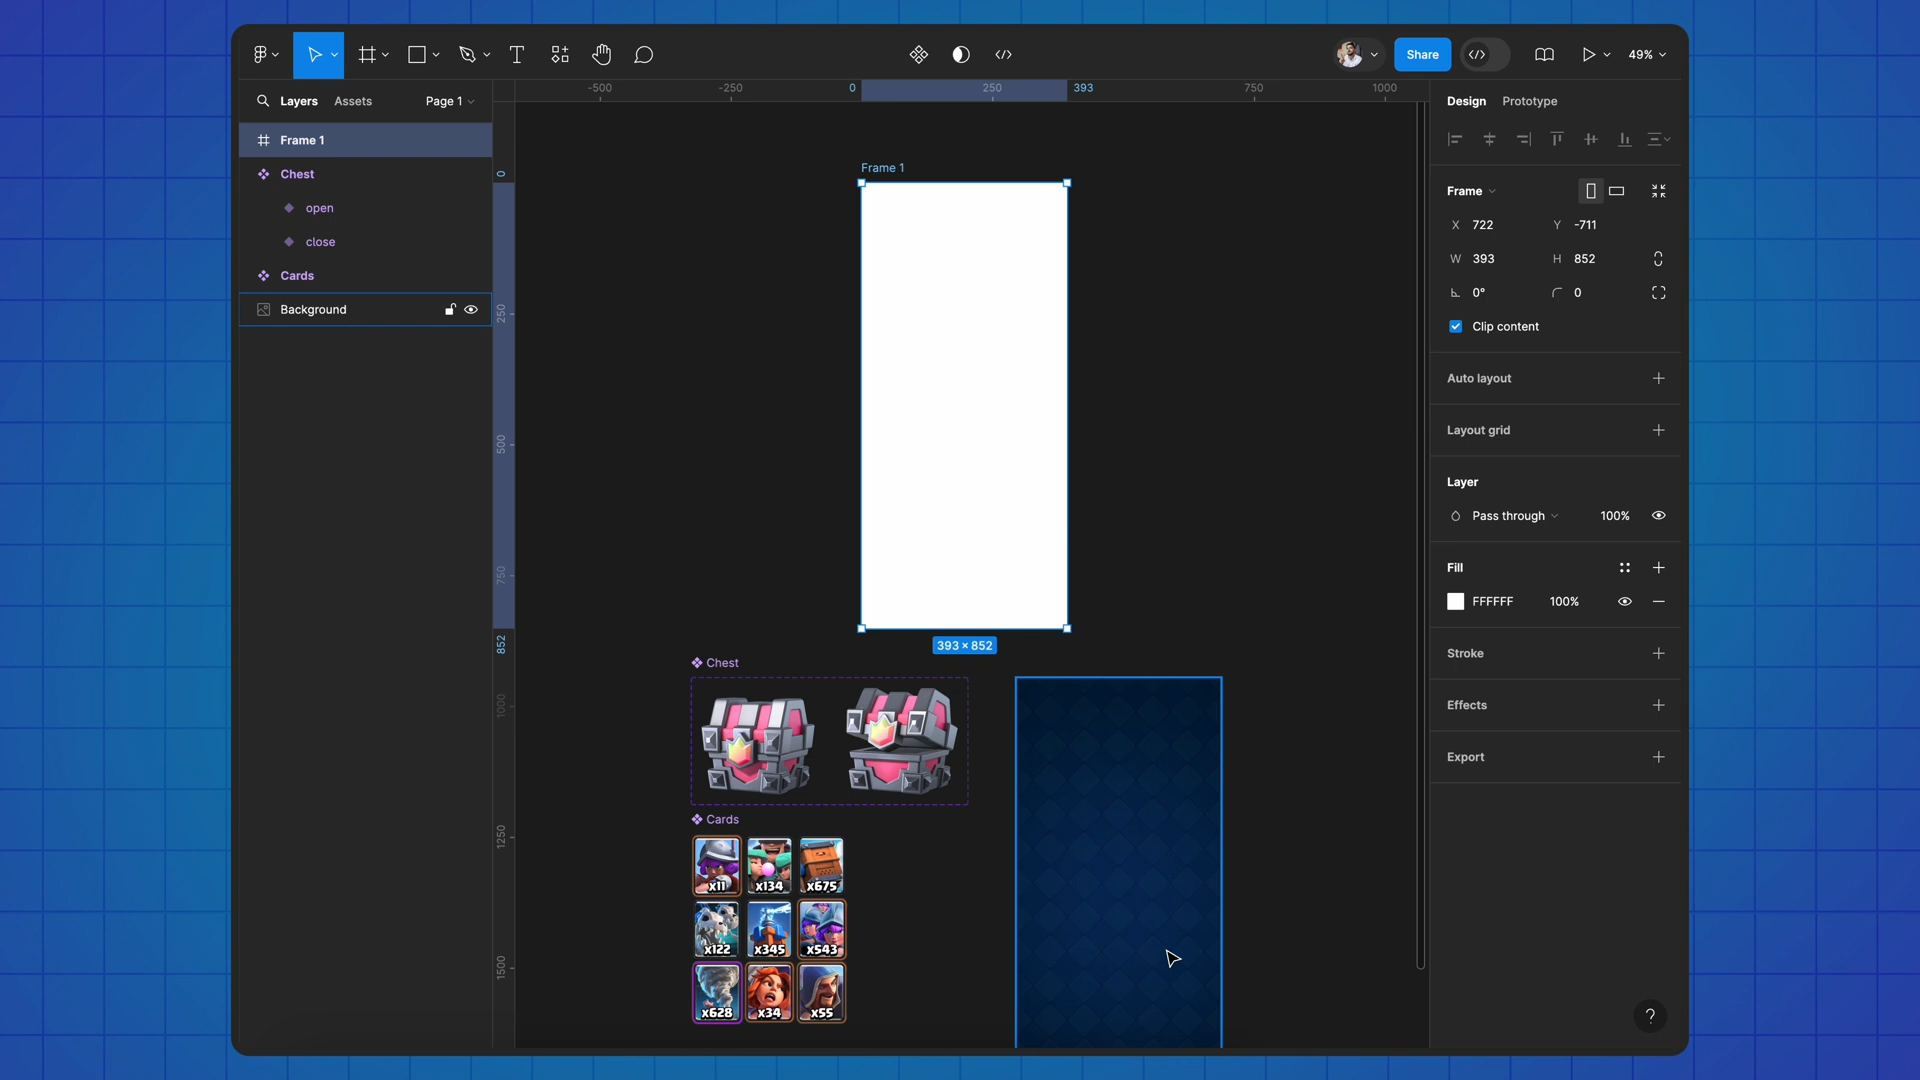 Share
49%
Layers
Assets
Page 1
-500
-250
0
250
393
750
1000
Design
Prototype
Frame 1
Chest
open
close
Cards
Background
0
250
500
750
852
1000
1250
1500
Frame 1
393 × 852
Chest
Cards
x11
x134
x675
x122
x345
x543
x628
x34
x55
Frame
X 722
Y -711
W 393
H 852
0°
0
Clip content
Auto layout
Layout grid
Layer
Pass through
100%
Fill
FFFFFF
100%
Stroke
Effects
Export
?